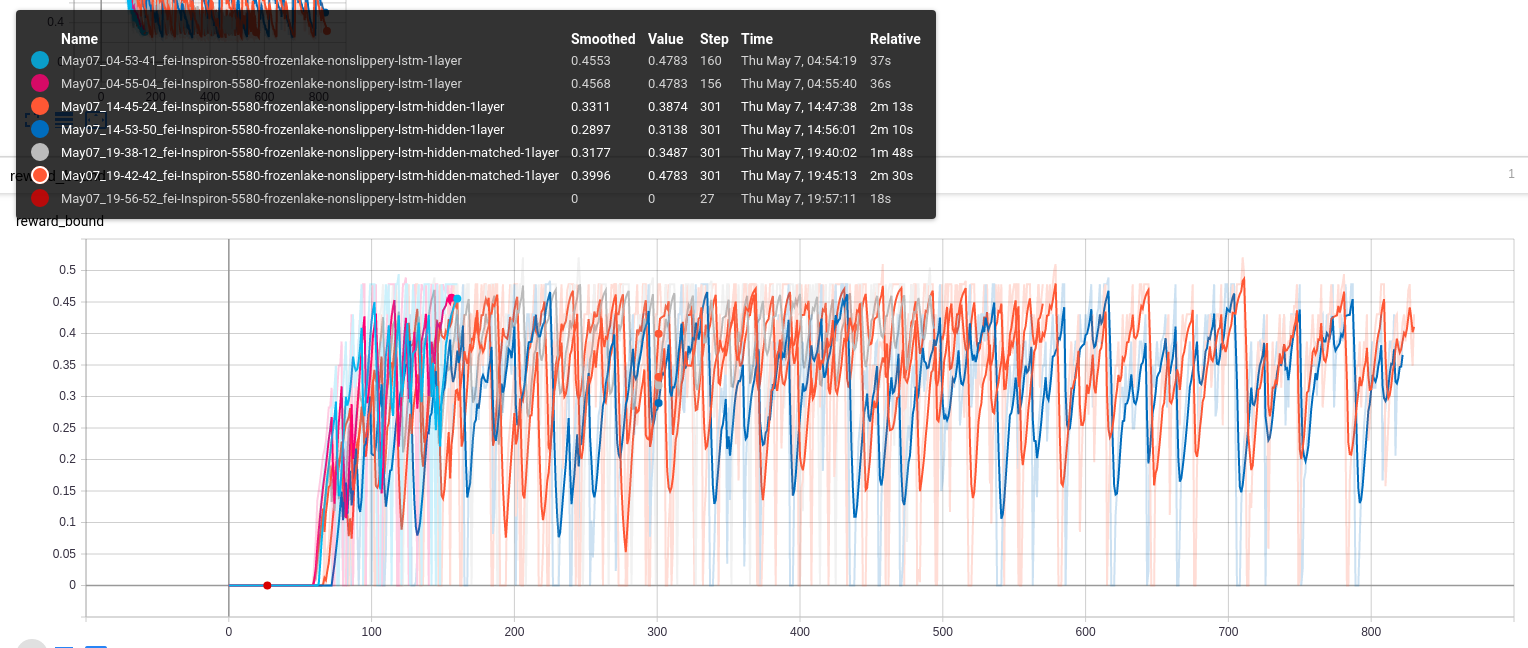 0.4
Name Smoothed Value Step Time Relative
May07_04-53-41_fei-Inspiron-5580-frozenlake-nonslippery-lstm-1layer 0.4553 0.4783 160 Thu May 7, 04:54:19 37s
May07_04-55-04_fei-Inspiron-5580-frozenlake-nonslippery-lstm-1layer 0.4568 0.4783 156 Thu May 7, 04:55:40 36s
0 200 400 600 800
May07_14-45-24_fei-Inspiron-5580-frozenlake-nonslippery-lstm-hidden-1layer 0.3311 0.3874 301 Thu May 7, 14:47:38 2m 13s
May07_14-53-50_fei-Inspiron-5580-frozenlake-nonslippery-lstm-hidden-1layer 0.2897 0.3138 301 Thu May 7, 14:56:01 2m 10s
May07_19-38-12_fei-Inspiron-5580-frozenlake-nonslippery-lstm-hidden-matched-1layer 0.3177 0.3487 301 Thu May 7, 19:40:02 1m 48s
May07_19-42-42_fei-Inspiron-5580-frozenlake-nonslippery-lstm-hidden-matched-1layer 0.3996 0.4783 301 Thu May 7, 19:45:13 2m 30s
1
May07_19-56-52_fei-Inspiron-5580-frozenlake-nonslippery-lstm-hidden 0 0 27 Thu May 7, 19:57:11 18s
reward_bound
0.5
0.45
0.4
0.35
0.3
0.25
0.2
0.15
0.1
0.05
0
0 100 200 300 400 500 600 700 800